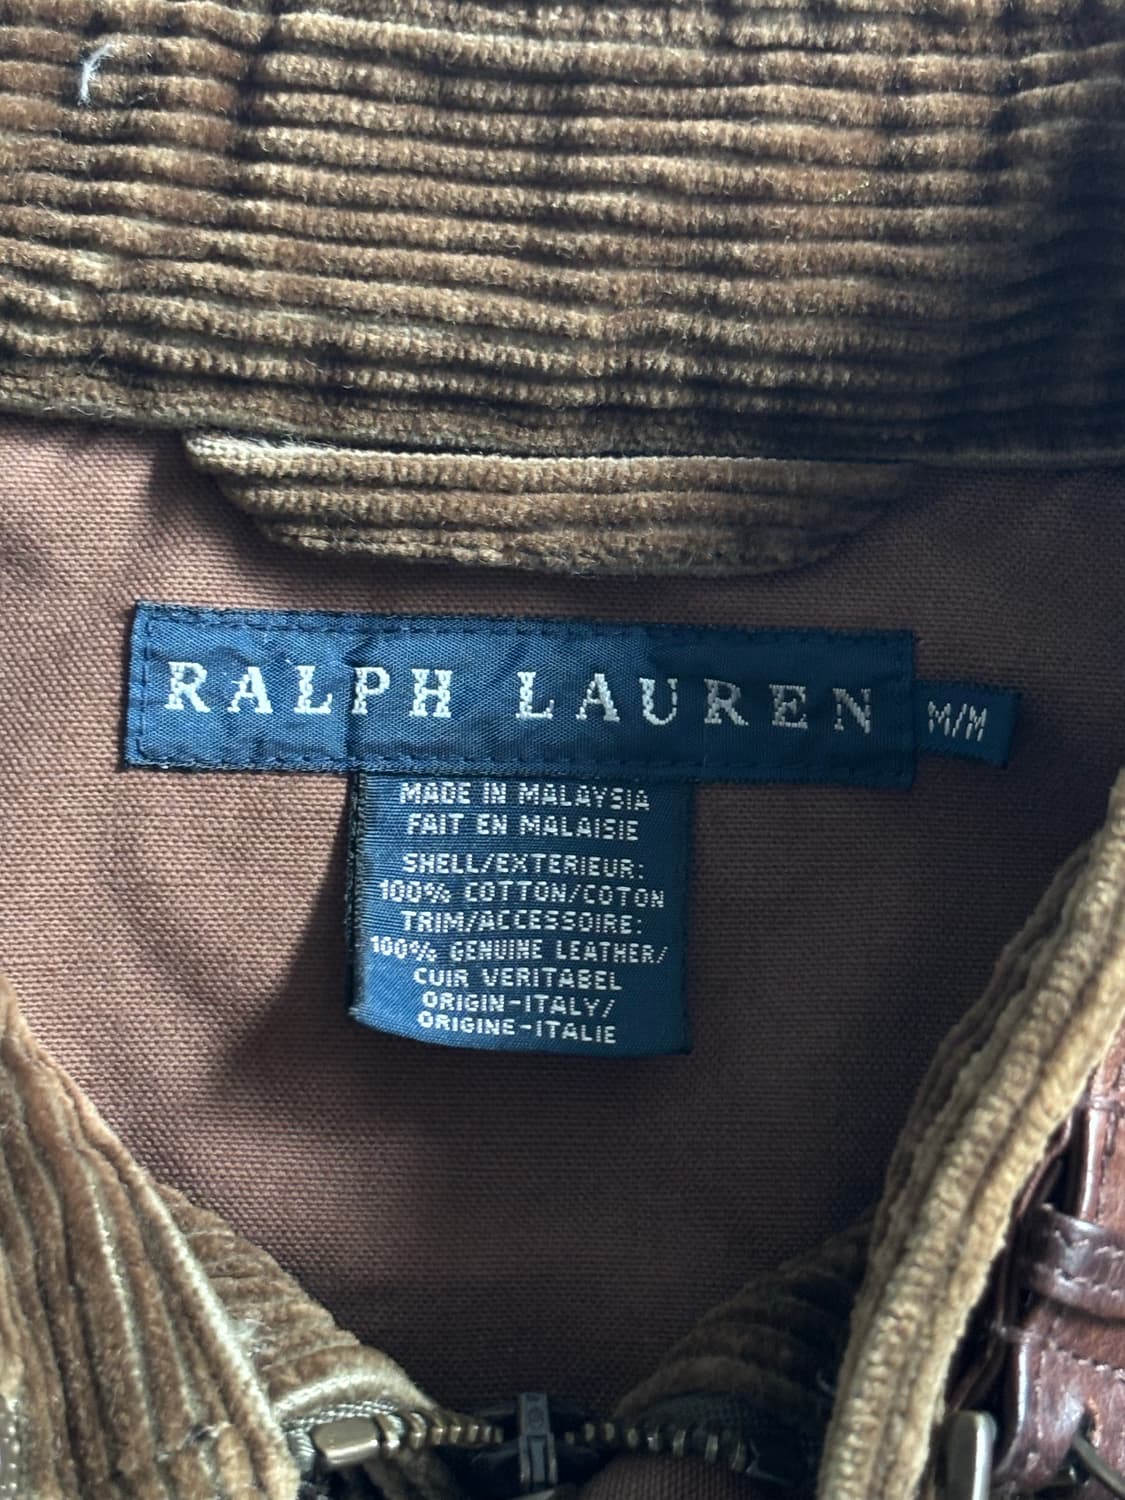 RALPH LAUREN
M/M
MADE IN MALAYSIA
FAIT EN MALAISIE
SHELL/EXTERIEUR:
100% COTTON/COTON
TRIM/ACCESSOIRE:
100% GENUINE LEATHER/
CUIR VERITABEL
ORIGIN-ITALY/
ORIGINE-ITALIE